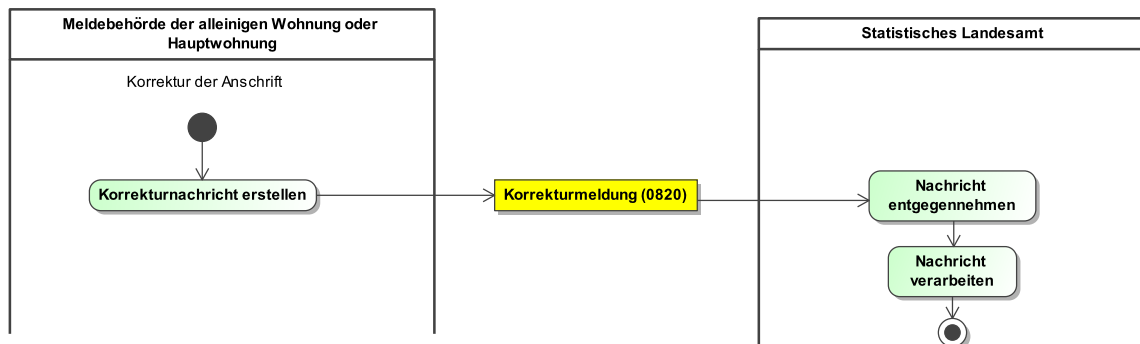 Meldebehörde der alleinigen Wohnung oder
Hauptwohnung
Korrektur der Anschrift
Korrekturnachricht erstellen
Korrekturmeldung (0820)
Statistisches Landesamt
Nachricht
entgegennehmen
Nachricht
verarbeiten